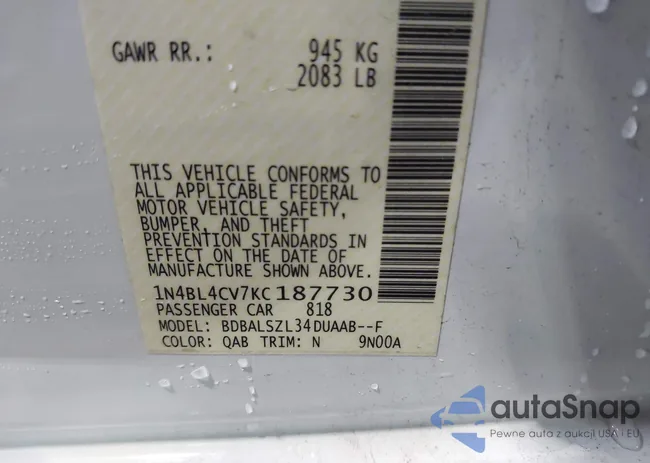 GAWR RR.: 945 KG
2083 LB
THIS VEHICLE CONFORMS TO
ALL APPLICABLE FEDERAL
MOTOR VEHICLE SAFETY,
BUMPER, AND THEFT
PREVENTION STANDARDS IN
EFFECT ON THE DATE OF
MANUFACTURE SHOWN ABOVE.
1N4BL4CV7KC187730
PASSENGER CAR 818
MODEL: BDBALSZL34DUAAB--F
COLOR: QAB TRIM: N 9N00A
autoSnap
Pewne auta z aukcji USA i EU